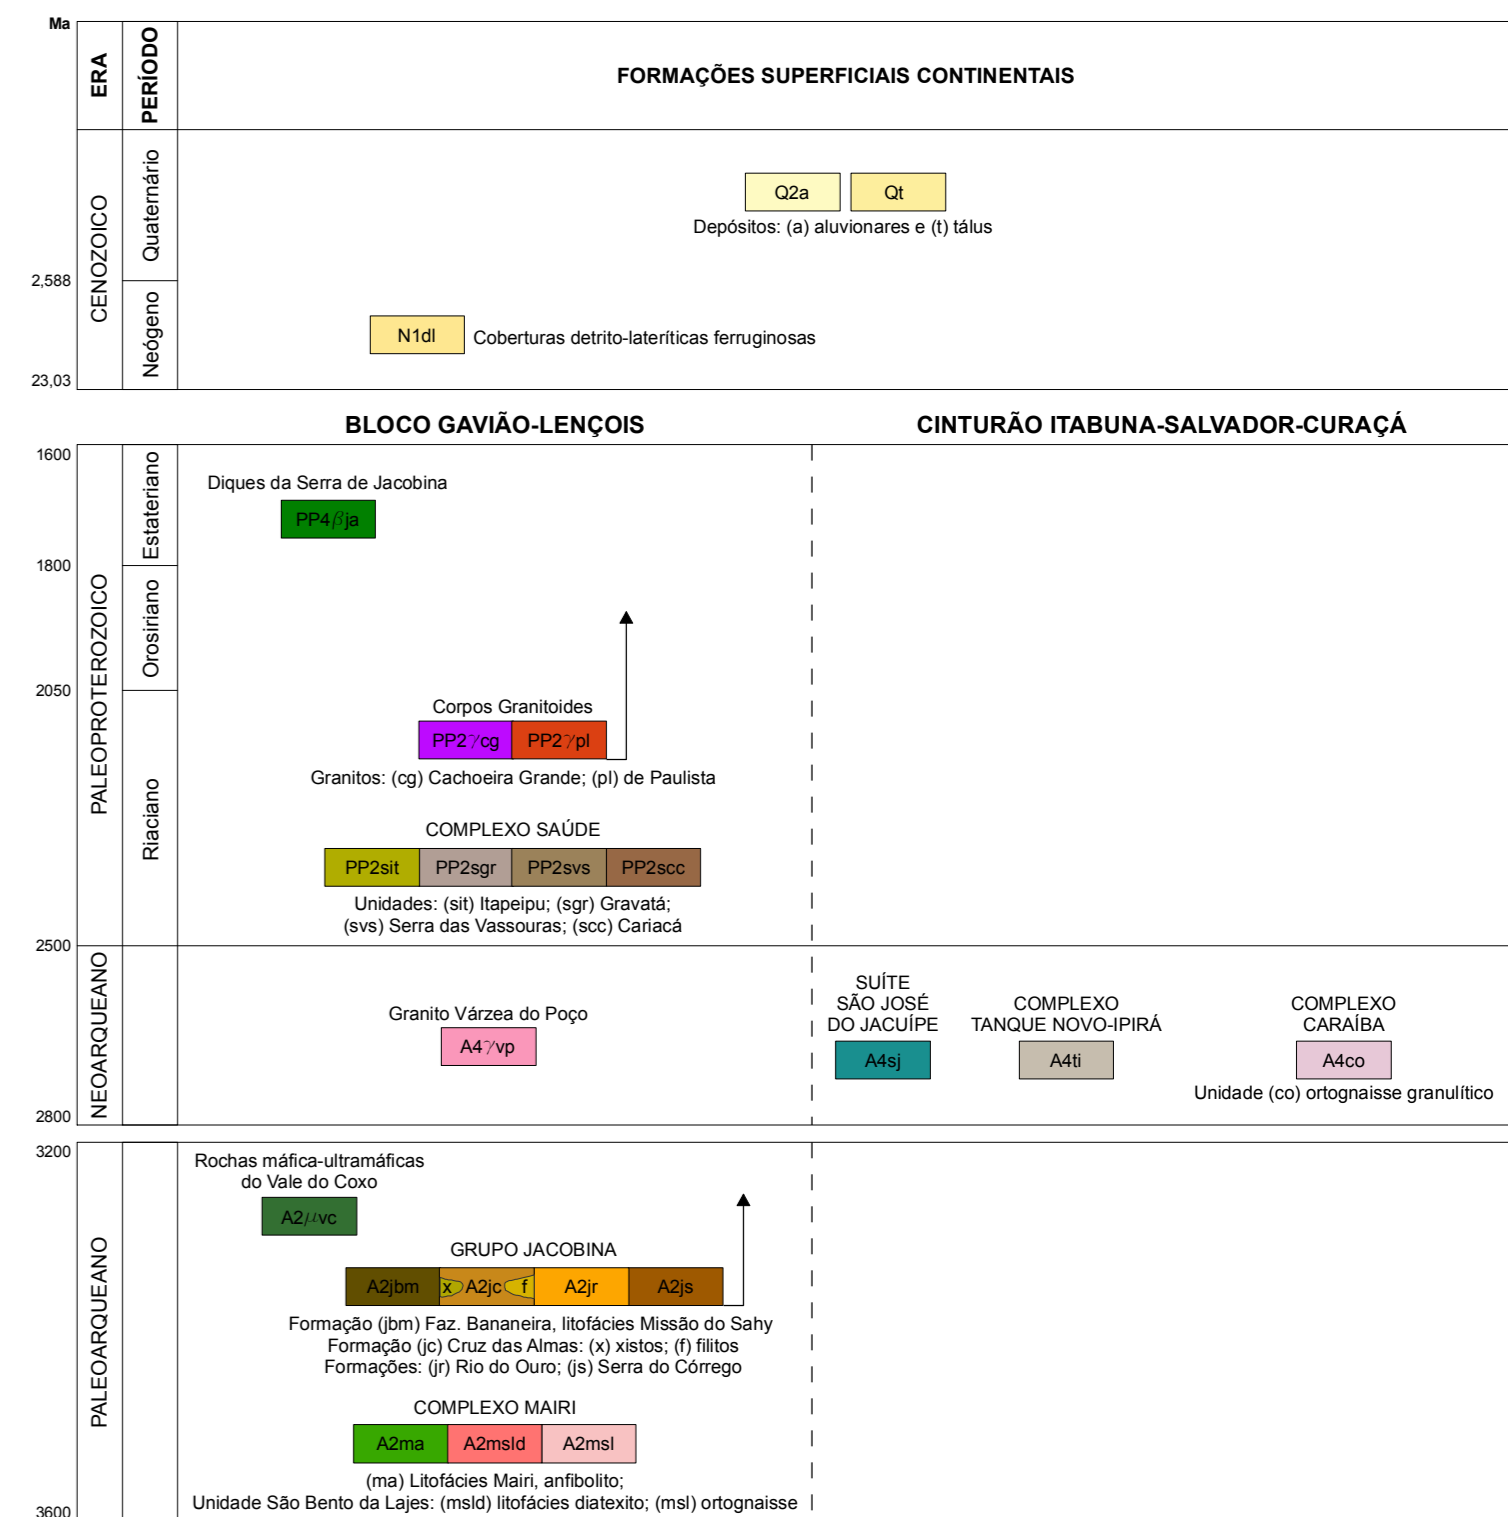 Ma
ERA
PERÍODO
FORMAÇÕES SUPERFICIAIS CONTINENTAIS
CENOZOICO
Quaternário
Q2a
Qt
Depósitos: (a) aluvionares e (t) tálus
2,588
Neógeno
N1dl
Coberturas detrito-lateríticas ferruginosas
23,03
BLOCO GAVIÃO-LENÇOIS
CINTURÃO ITABUNA-SALVADOR-CURAÇÁ
1600
PALEOPROTEROZOICO
Estateriano
Diques da Serra de Jacobina
PP4βja
1800
Orosiriano
2050
Riaciano
Corpos Granitoides
PP2γcg
PP2γpl
Granitos: (cg) Cachoeira Grande; (pl) de Paulista
COMPLEXO SAÚDE
PP2sit
PP2sgr
PP2svs
PP2scc
Unidades: (sit) Itapeipu; (sgr) Gravatá;
(svs) Serra das Vassouras; (scc) Cariacá
2500
NEOARQUEANO
Granito Várzea do Poço
A4γvp
SUÍTE
SÃO JOSÉ
DO JACUÍPE
A4sj
COMPLEXO
TANQUE NOVO-IPIRÁ
A4ti
COMPLEXO
CARAÍBA
A4co
Unidade (co) ortognaisse granulítico
2800
3200
PALEOARQUEANO
Rochas máfica-ultramáficas
do Vale do Coxo
A2μvc
GRUPO JACOBINA
A2jbm
x
A2jc
f
A2jr
A2js
Formação (jbm) Faz. Bananeira, litofácies Missão do Sahy
Formação (jc) Cruz das Almas: (x) xistos; (f) filitos
Formações: (jr) Rio do Ouro; (js) Serra do Córrego
COMPLEXO MAIRI
A2ma
A2msld
A2msl
(ma) Litofácies Mairi, anfibolito;
Unidade São Bento da Lajes: (msld) litofácies diatexito; (msl) ortognaisse
3600